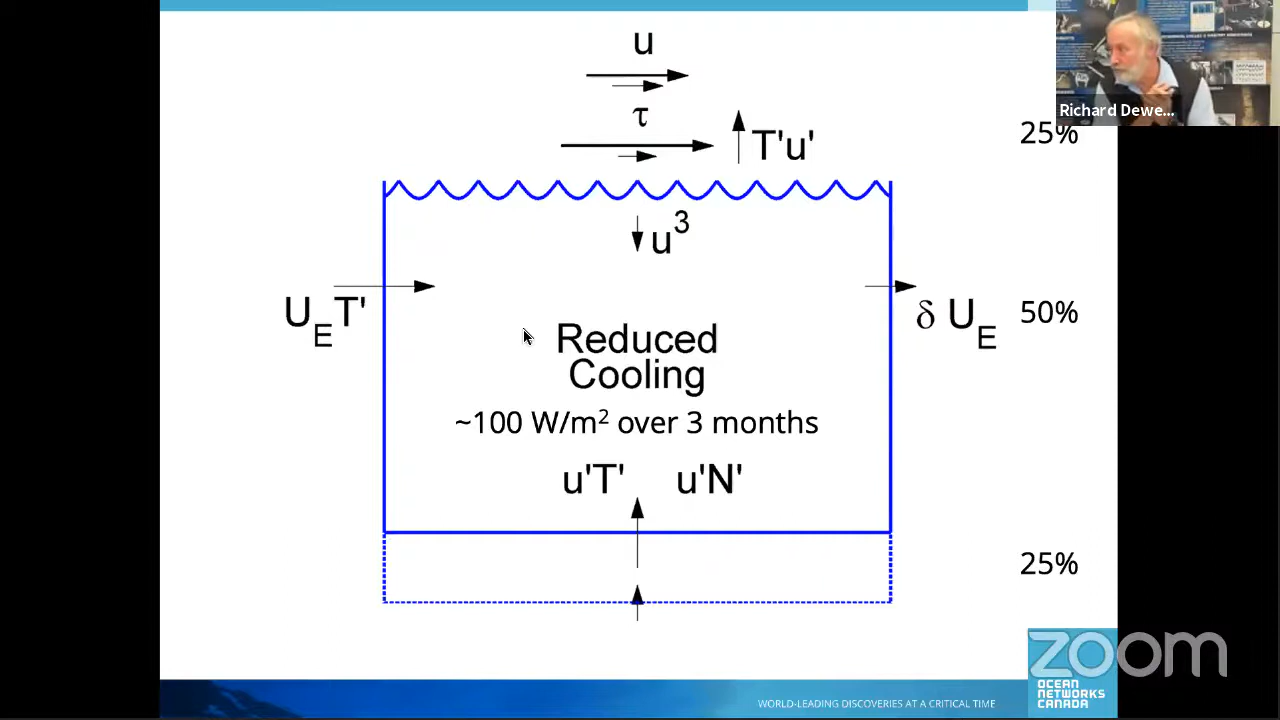 u
τ
T'u'
25%
Richard Dewe...
u³
U_E T'
δ U_E
50%
Reduced
Cooling
~100 W/m² over 3 months
u'T' u'N'
25%
zoom
OCEAN
NETWORKS
CANADA
WORLD-LEADING DISCOVERIES AT A CRITICAL TIME